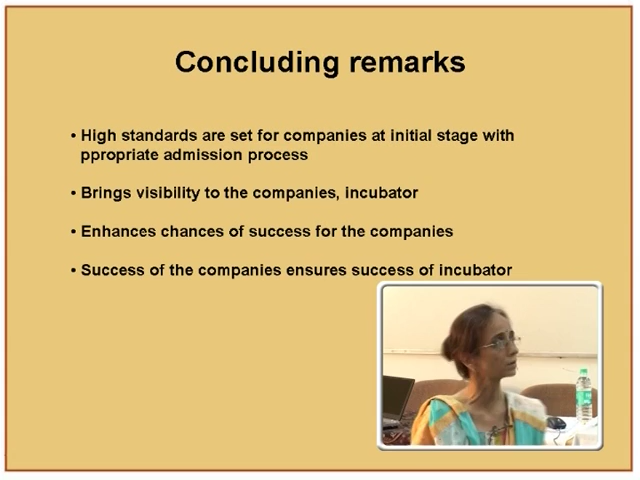 Concluding remarks
• High standards are set for companies at initial stage with
ppropriate admission process
• Brings visibility to the companies, incubator
• Enhances chances of success for the companies
• Success of the companies ensures success of incubator